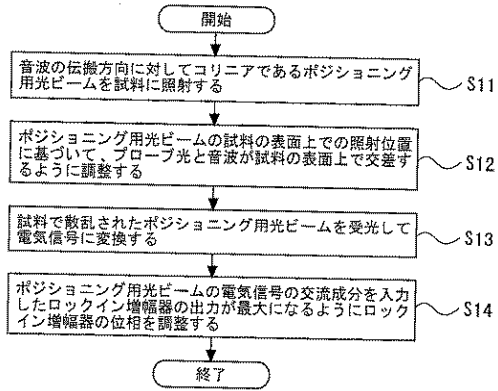 開始
音波の伝搬方向に対してコリニアであるポジショニング
用光ビームを試料に照射する
S11
ポジショニング用光ビームの試料の表面上での照射位置
に基づいて、プローブ光と音波が試料の表面上で交差す
るように調整する
S12
試料で散乱されたポジショニング用光ビームを受光して
電気信号に変換する
S13
ポジショニング用光ビームの電気信号の交流成分を入力
したロックイン増幅器の出力が最大になるようにロック
イン増幅器の位相を調整する
S14
終了